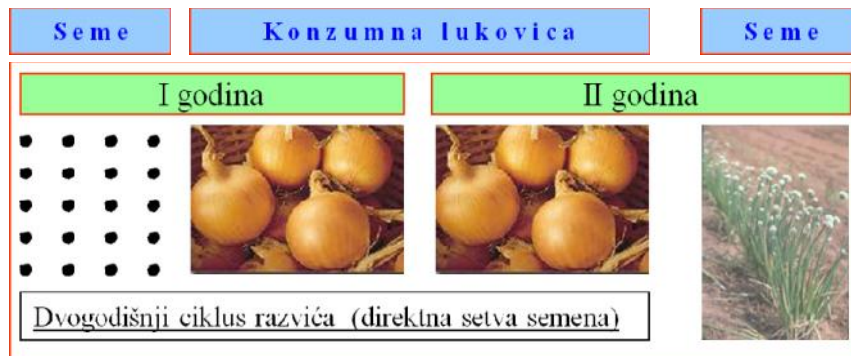 Seme
Konzumna lukovica
Seme
I godina
II godina
Dvogodišnji ciklus razvića (direktna setva semena)